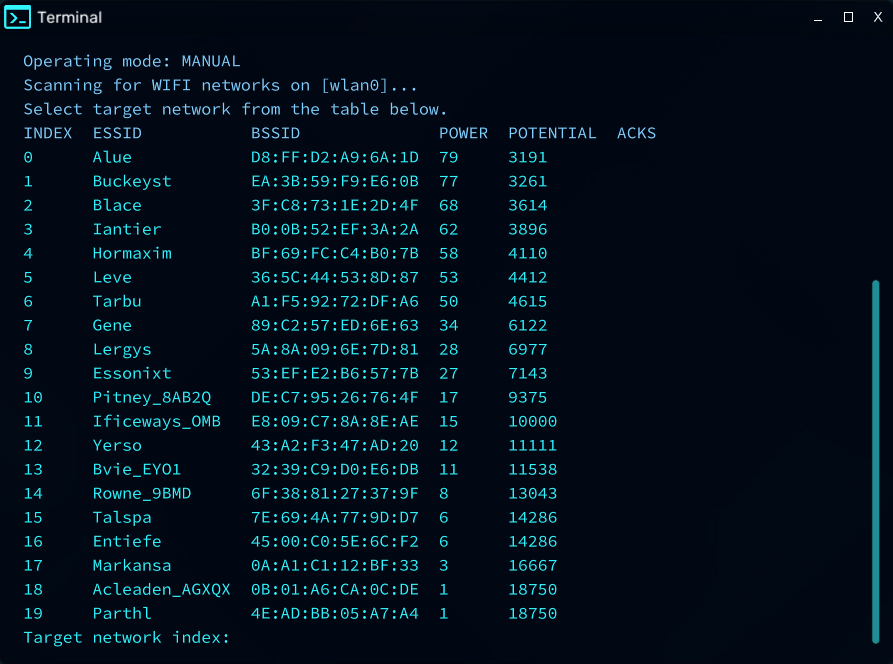 Terminal
Operating mode: MANUAL
Scanning for WIFI networks on [wlan0]...
Select target network from the table below.
INDEX ESSID BSSID POWER POTENTIAL ACKS
0 Alue D8:FF:D2:A9:6A:1D 79 3191
1 Buckeyst EA:3B:59:F9:E6:0B 77 3261
2 Blace 3F:C8:73:1E:2D:4F 68 3614
3 Iantier B0:0B:52:EF:3A:2A 62 3896
4 Hormaxim BF:69:FC:C4:B0:7B 58 4110
5 Leve 36:5C:44:53:8D:87 53 4412
6 Tarbu A1:F5:92:72:DF:A6 50 4615
7 Gene 89:C2:57:ED:6E:63 34 6122
8 Lergys 5A:8A:09:6E:7D:81 28 6977
9 Essonixt 53:EF:E2:B6:57:7B 27 7143
10 Pitney_8AB2Q DE:C7:95:26:76:4F 17 9375
11 Ificeways_OMB E8:09:C7:8A:8E:AE 15 10000
12 Yerso 43:A2:F3:47:AD:20 12 11111
13 Bvie_EYO1 32:39:C9:D0:E6:DB 11 11538
14 Rowne_9BMD 6F:38:81:27:37:9F 8 13043
15 Talspa 7E:69:4A:77:9D:D7 6 14286
16 Entiefe 45:00:C0:5E:6C:F2 6 14286
17 Markansa 0A:A1:C1:12:BF:33 3 16667
18 Acleaden_AGXQX 0B:01:A6:CA:0C:DE 1 18750
19 Parthl 4E:AD:BB:05:A7:A4 1 18750
Target network index: